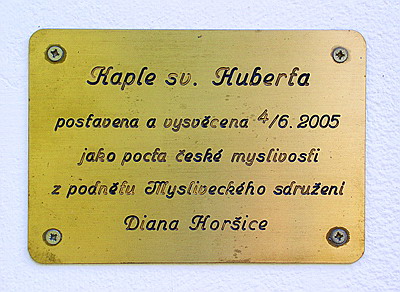 Kaple sv. Huberta
postavena a vysvěcena 4/6. 2005
jako pocta české myslivosti
z podnětu Mysliveckého sdružení
Diana Horšice